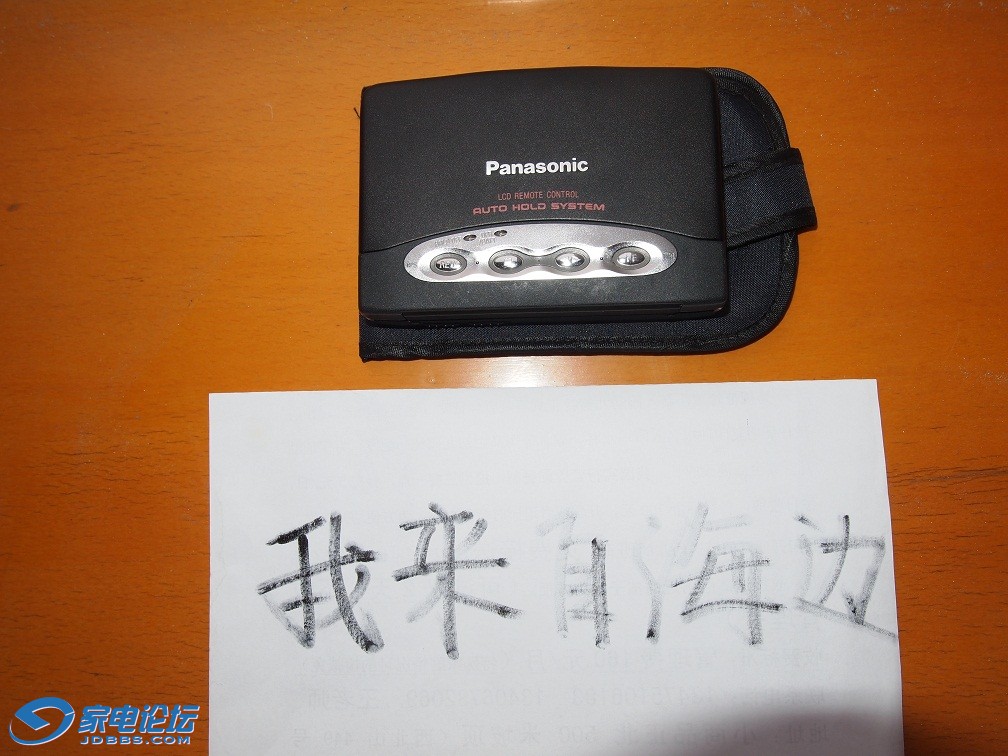 Panasonic
LCD REMOTE CONTROL
AUTO HOLD SYSTEM
我来自海边
家电论坛
JDBBS.COM